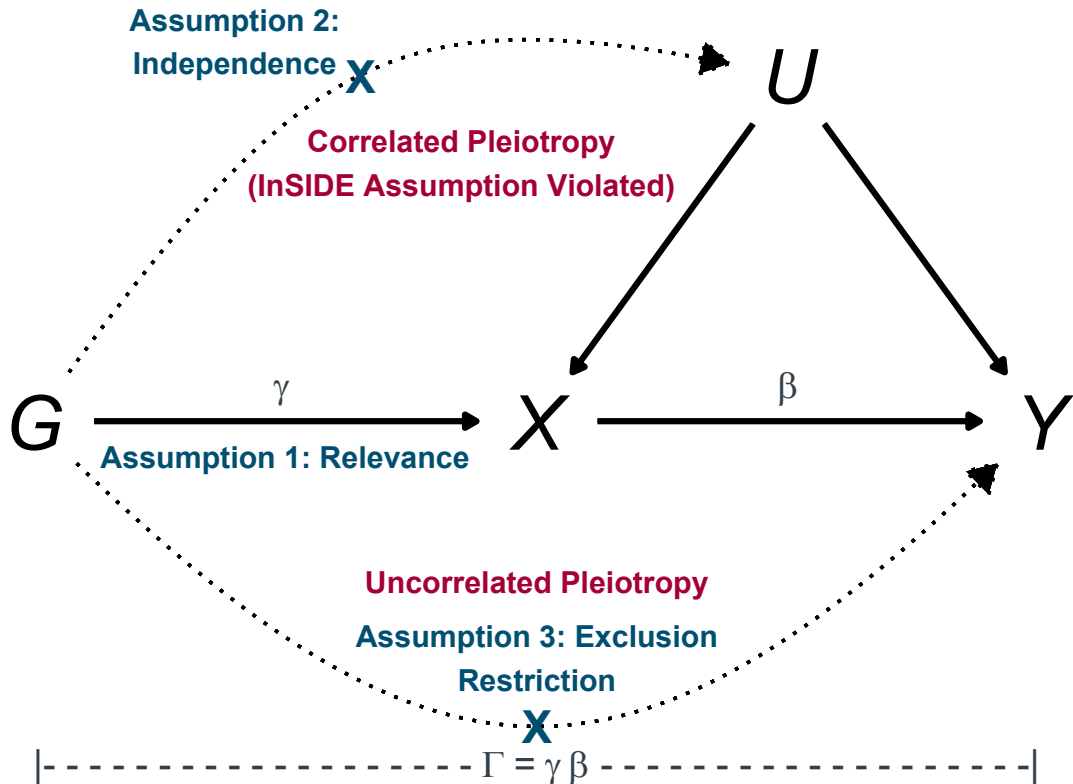 Assumption 2:
Independence
X
U
Correlated Pleiotropy
(InSIDE Assumption Violated)
γ
β
G
X
Y
Assumption 1: Relevance
Uncorrelated Pleiotropy
Assumption 3: Exclusion
Restriction
X
Γ = γ β